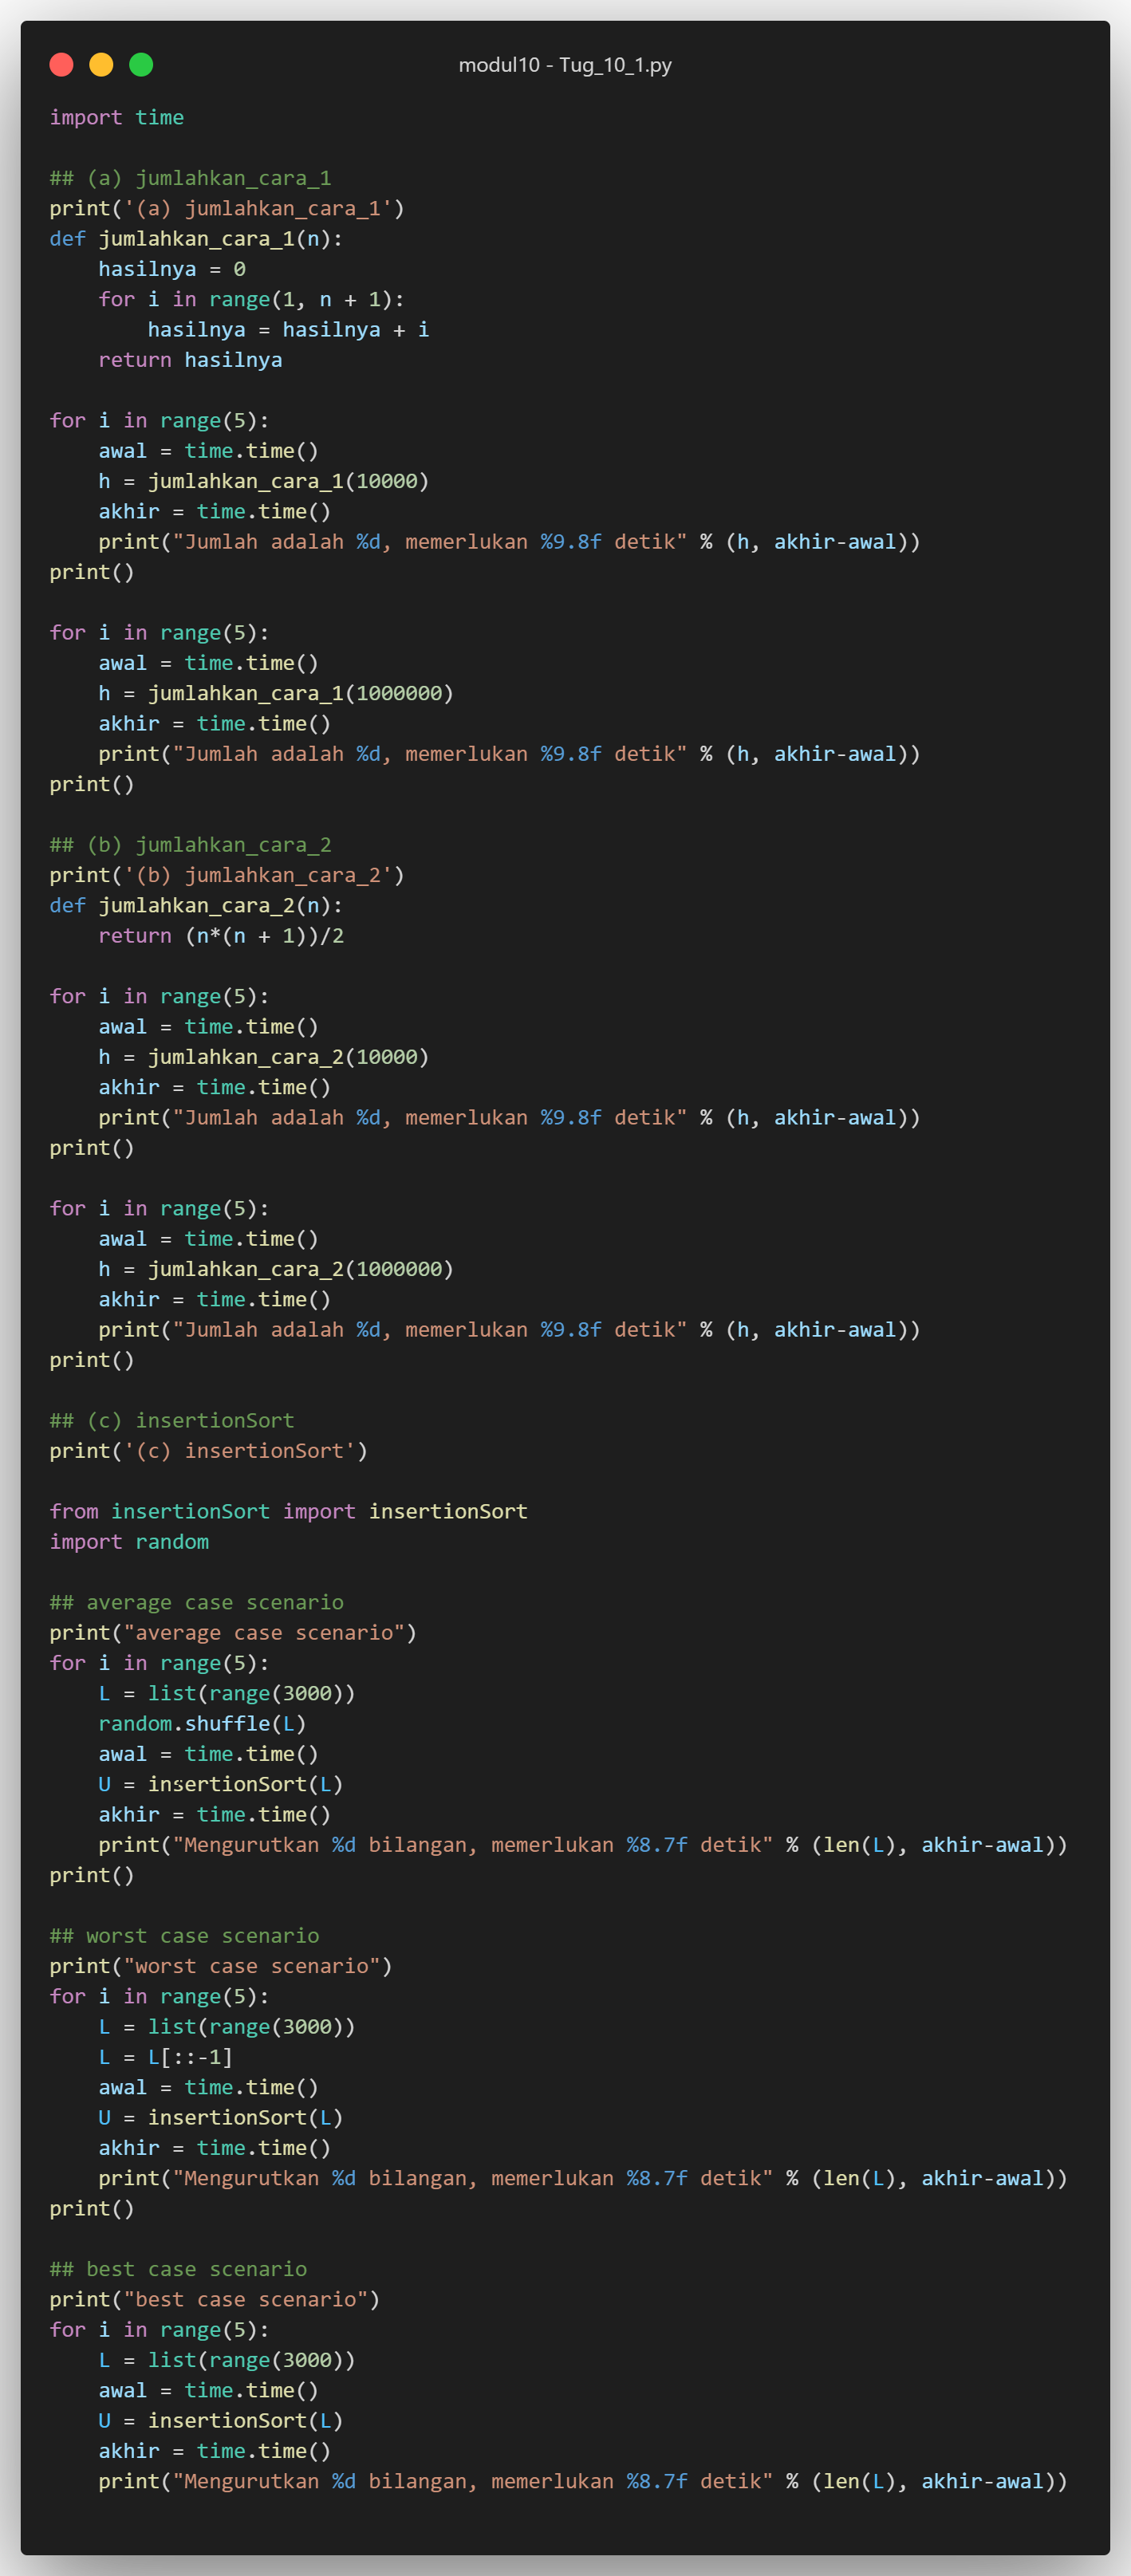 modul10 - Tug_10_1.py
import time
## (a) jumlahkan_cara_1
print('(a) jumlahkan_cara_1')
def jumlahkan_cara_1(n):
    hasilnya = 0
    for i in range(1, n + 1):
        hasilnya = hasilnya + i
    return hasilnya
for i in range(5):
    awal = time.time()
    h = jumlahkan_cara_1(10000)
    akhir = time.time()
    print("Jumlah adalah %d, memerlukan %9.8f detik" % (h, akhir-awal))
print()
for i in range(5):
    awal = time.time()
    h = jumlahkan_cara_1(1000000)
    akhir = time.time()
    print("Jumlah adalah %d, memerlukan %9.8f detik" % (h, akhir-awal))
print()
## (b) jumlahkan_cara_2
print('(b) jumlahkan_cara_2')
def jumlahkan_cara_2(n):
    return (n*(n + 1))/2
for i in range(5):
    awal = time.time()
    h = jumlahkan_cara_2(10000)
    akhir = time.time()
    print("Jumlah adalah %d, memerlukan %9.8f detik" % (h, akhir-awal))
print()
for i in range(5):
    awal = time.time()
    h = jumlahkan_cara_2(1000000)
    akhir = time.time()
    print("Jumlah adalah %d, memerlukan %9.8f detik" % (h, akhir-awal))
print()
## (c) insertionSort
print('(c) insertionSort')
from insertionSort import insertionSort
import random
## average case scenario
print("average case scenario")
for i in range(5):
    L = list(range(3000))
    random.shuffle(L)
    awal = time.time()
    U = insertionSort(L)
    akhir = time.time()
    print("Mengurutkan %d bilangan, memerlukan %8.7f detik" % (len(L), akhir-awal))
print()
## worst case scenario
print("worst case scenario")
for i in range(5):
    L = list(range(3000))
    L = L[::-1]
    awal = time.time()
    U = insertionSort(L)
    akhir = time.time()
    print("Mengurutkan %d bilangan, memerlukan %8.7f detik" % (len(L), akhir-awal))
print()
## best case scenario
print("best case scenario")
for i in range(5):
    L = list(range(3000))
    awal = time.time()
    U = insertionSort(L)
    akhir = time.time()
    print("Mengurutkan %d bilangan, memerlukan %8.7f detik" % (len(L), akhir-awal))